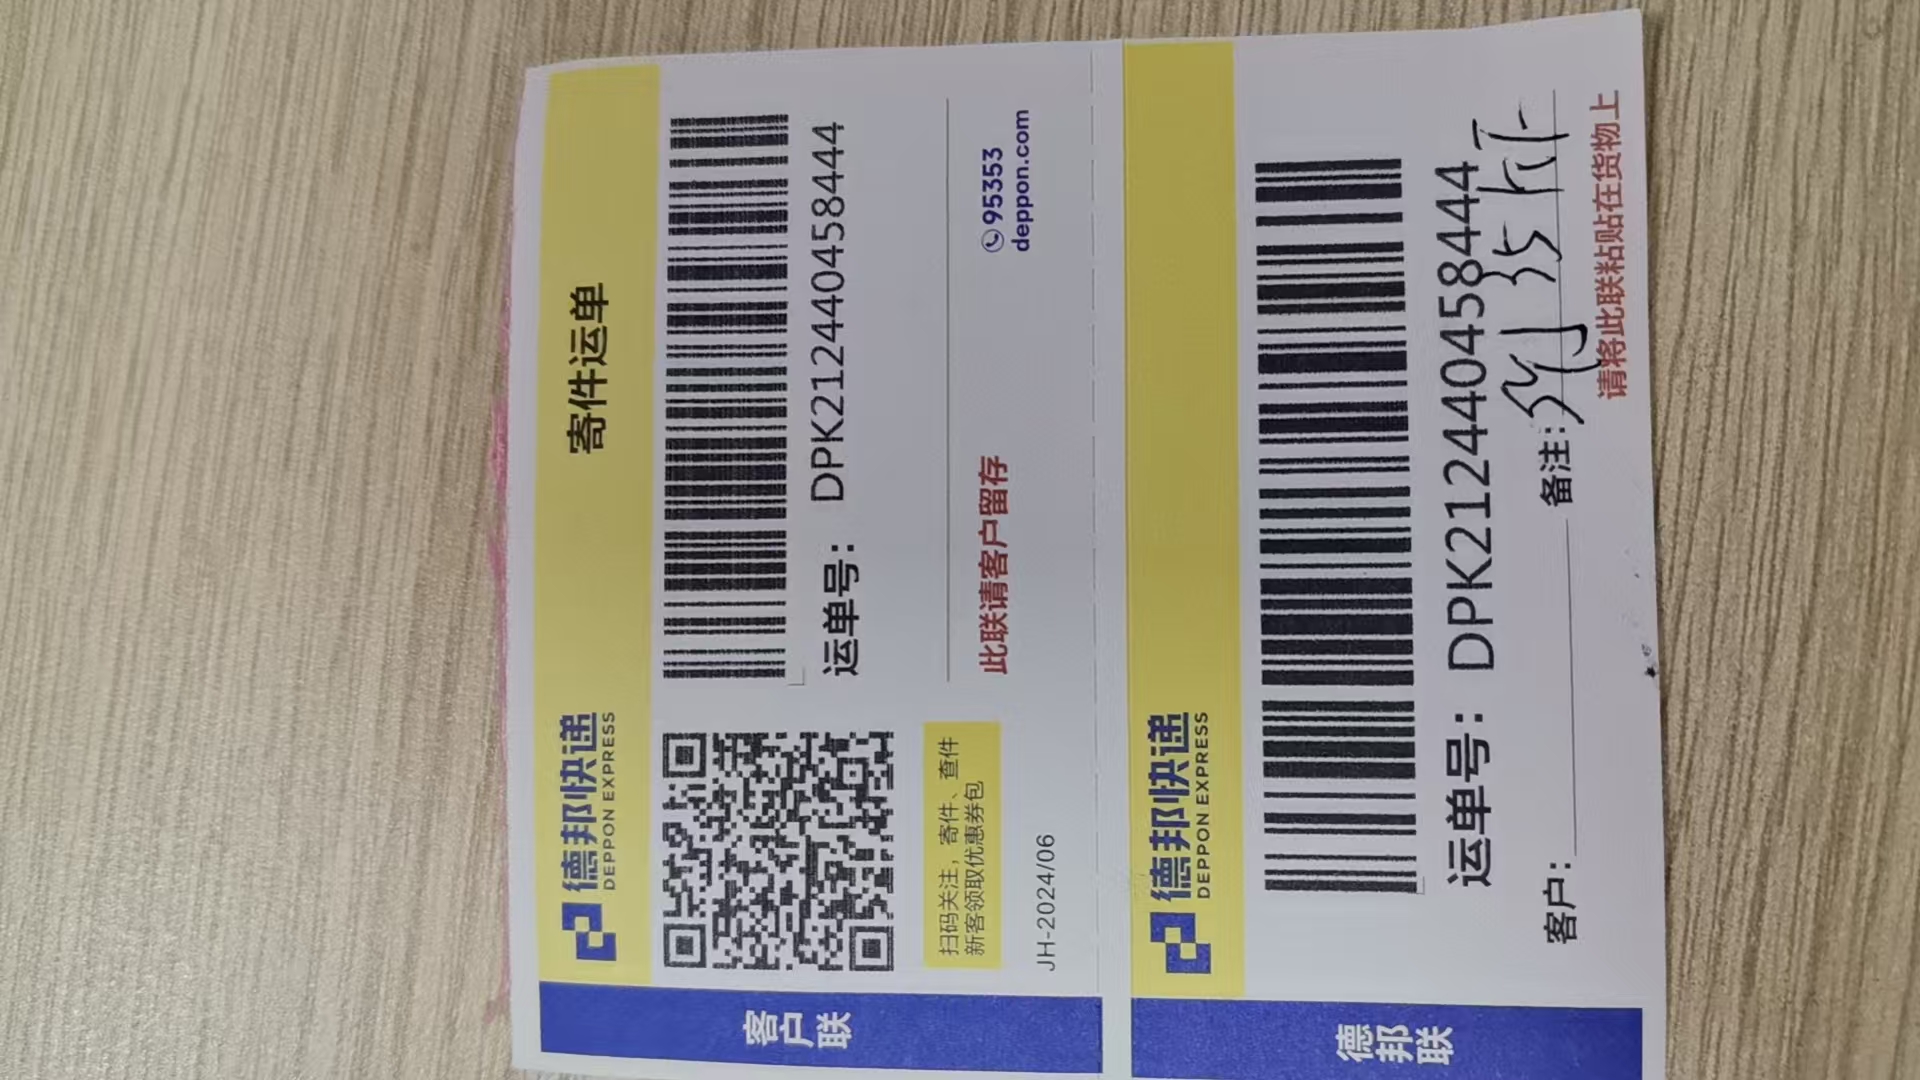 德邦快递
DEPPON EXPRESS
寄件运单
客户联
运单号: DPK212440458444
扫码关注，寄件、查件
新客领取优惠券包
此联请客户留存
95353
deppon.com
JH-2024/06
德邦快递
DEPPON EXPRESS
德邦联
运单号: DPK212440458444
客户: 备注: 35
请将此联粘贴在货物上